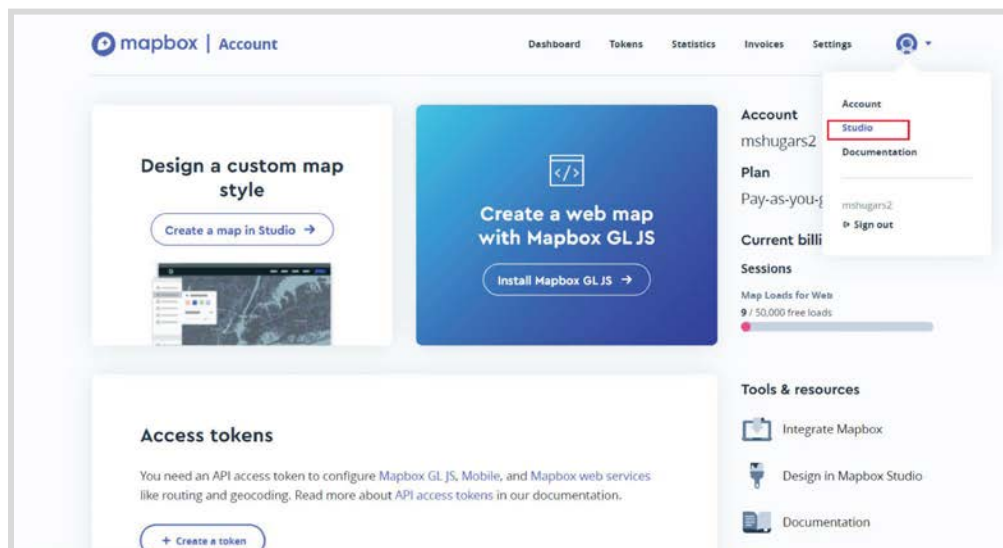 mapbox | Account
Dashboard Tokens Statistics Invoices Settings
Account
Studio
Documentation
mshugars2
Sign out
Design a custom map
style
Create a map in Studio →
</>
Create a web map
with Mapbox GL JS
Install Mapbox GL JS →
Account
mshugars2
Plan
Pay-as-you-g
Current billi
Sessions
Map Loads for Web
9 / 50,000 free loads
Access tokens
You need an API access token to configure Mapbox GL JS, Mobile, and Mapbox web services
like routing and geocoding. Read more about API access tokens in our documentation.
+ Create a token
Tools & resources
Integrate Mapbox
Design in Mapbox Studio
Documentation